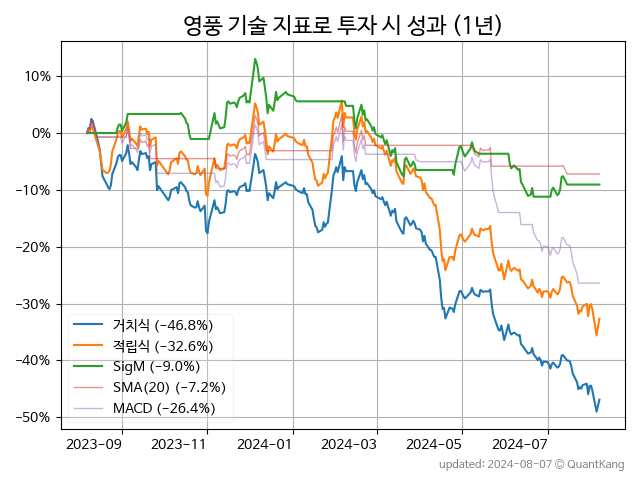 영풍 기술 지표로 투자 시 성과 (1년)
10%
0%
−10%
−20%
−30%
−40%
−50%
거치식 (−46.8%)
적립식 (−32.6%)
SigM (−9.0%)
SMA(20) (−7.2%)
MACD (−26.4%)
2023-09 2023-11 2024-01 2024-03 2024-05 2024-07
updated: 2024-08-07 © QuantKang